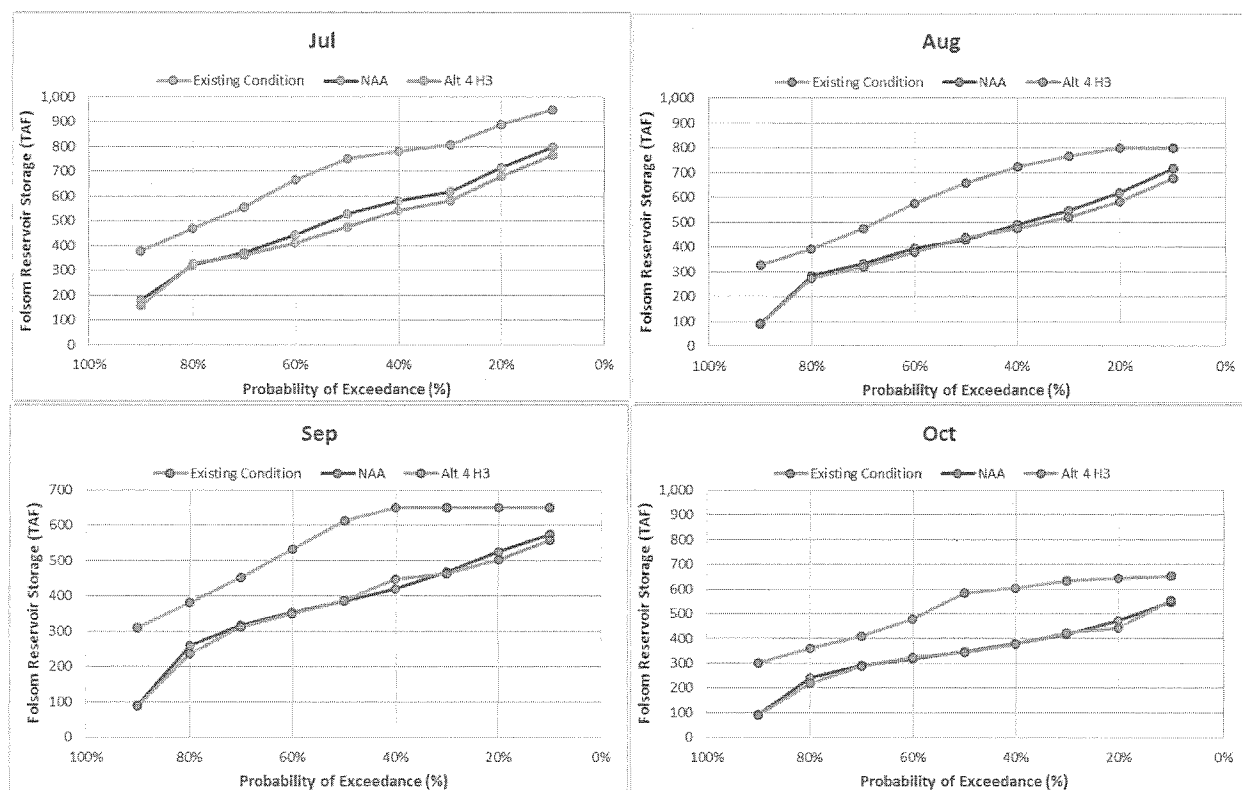 Jul
Existing Condition NAA Alt 4 H3
Folsom Reservoir Storage (TAF)
1,000
900
800
700
600
500
400
300
200
100
0
100% 80% 60% 40% 20% 0%
Probability of Exceedance (%)
Aug
Existing Condition NAA Alt 4 H3
Folsom Reservoir Storage (TAF)
1,000
900
800
700
600
500
400
300
200
100
0
100% 80% 60% 40% 20% 0%
Probability of Exceedance (%)
Sep
Existing Condition NAA Alt 4 H3
Folsom Reservoir Storage (TAF)
700
600
500
400
300
200
100
0
100% 80% 60% 40% 20% 0%
Probability of Exceedance (%)
Oct
Existing Condition NAA Alt 4 H3
Folsom Reservoir Storage (TAF)
1,000
900
800
700
600
500
400
300
200
100
0
100% 80% 60% 40% 20% 0%
Probability of Exceedance (%)